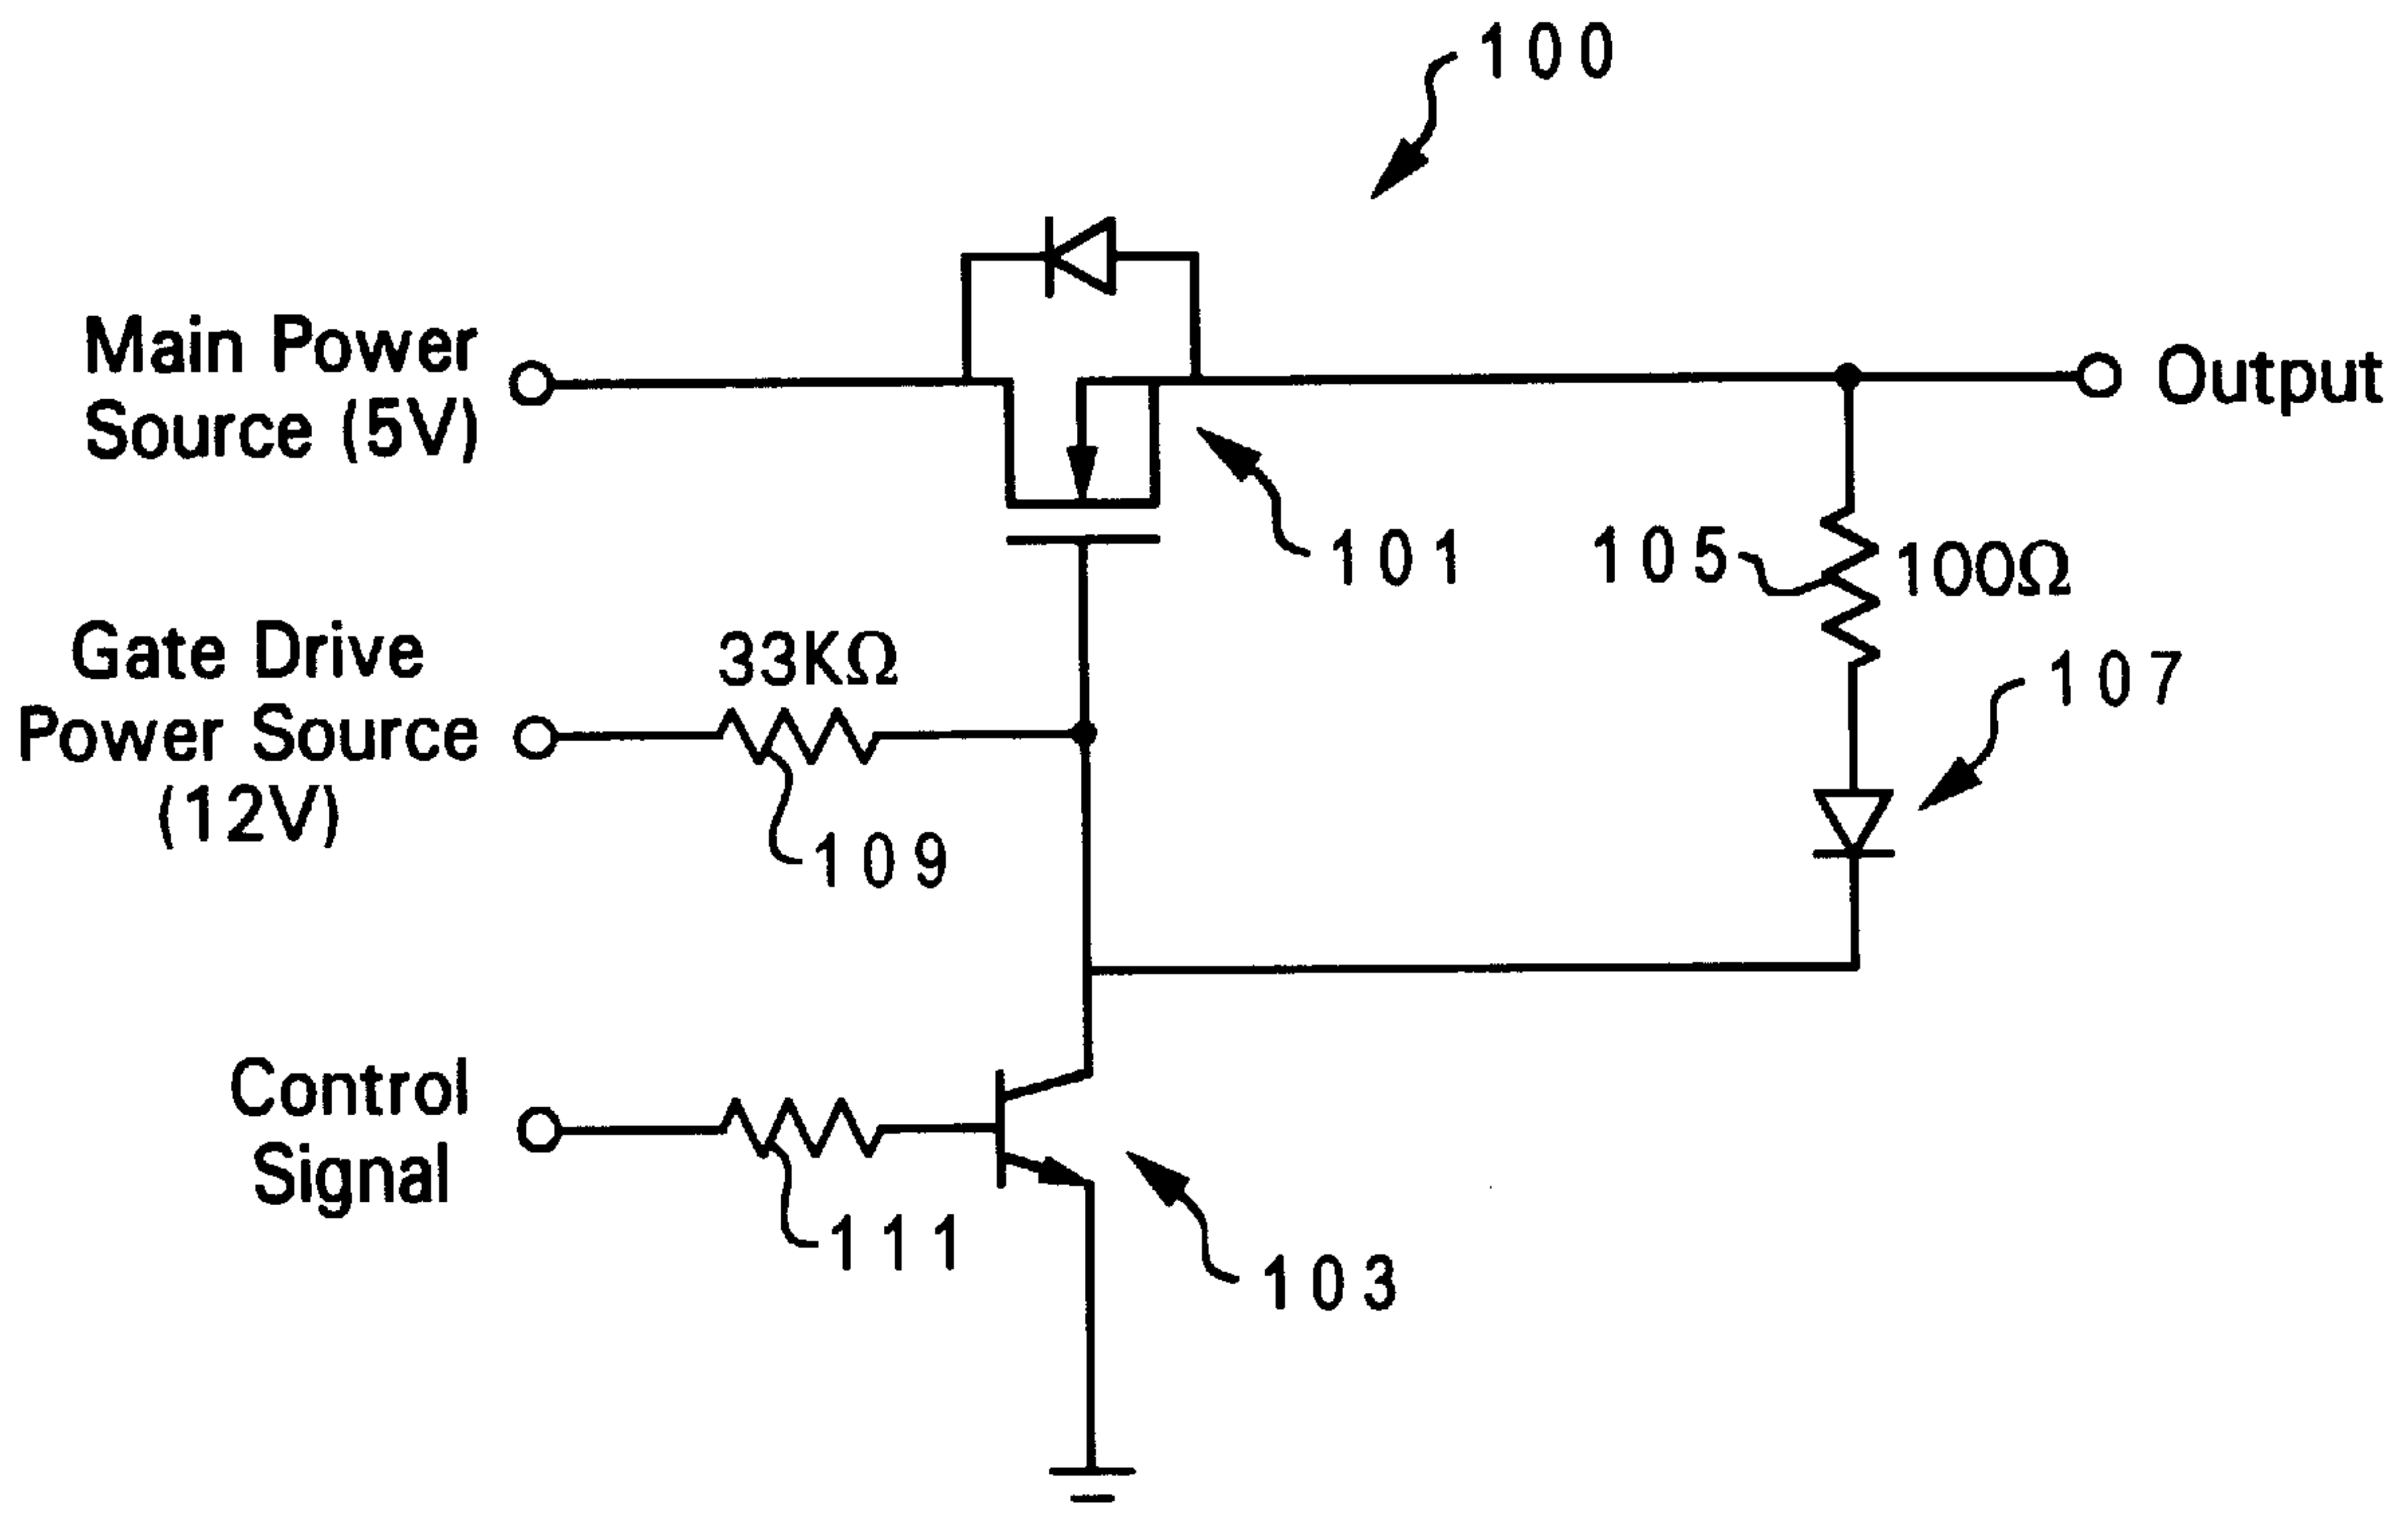 100
Main Power
Source (5V)
Output
101
105
100Ω
Gate Drive
Power Source
(12V)
33KΩ
107
109
Control
Signal
111
103